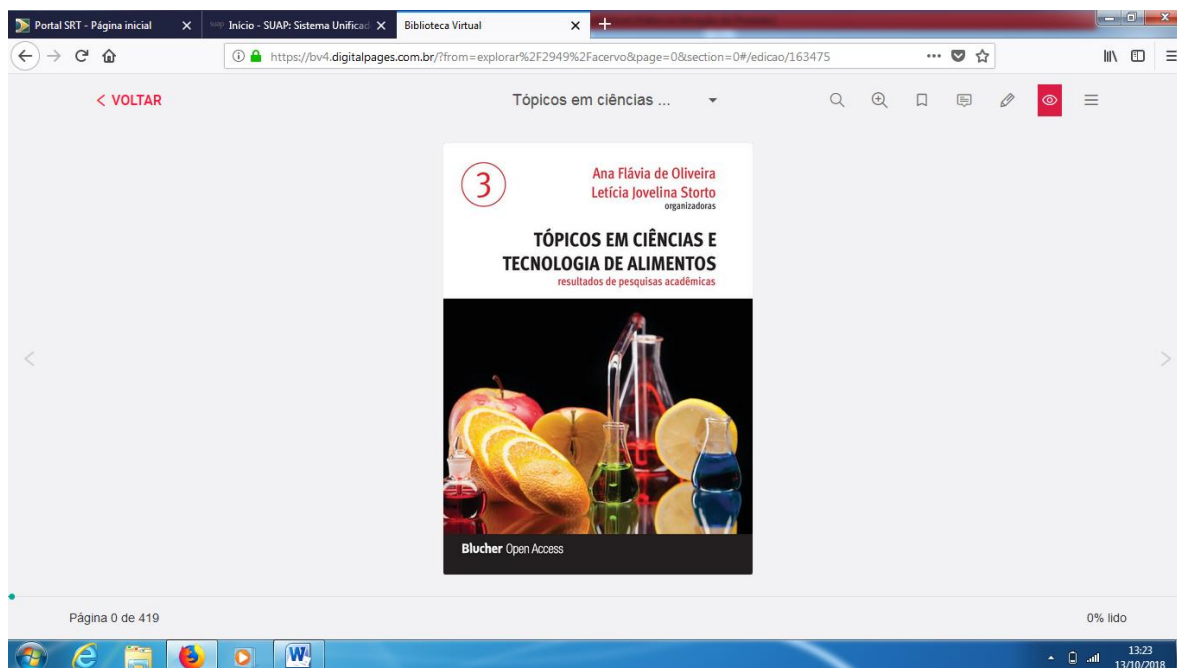 Portal SRT - Página inicial
Início - SUAP: Sistema Unificad
Biblioteca Virtual
https://bv4.digitalpages.com.br/?from=explorar%2F2949%2Facervo&page=0&section=0#/edicao/163475
< VOLTAR
Tópicos em ciências ...
3
Ana Flávia de Oliveira
Letícia Jovelina Storto
organizadoras
TÓPICOS EM CIÊNCIAS E
TECNOLOGIA DE ALIMENTOS
resultados de pesquisas acadêmicas
Blucher Open Access
Página 0 de 419
0% lido
13:23
13/10/2018